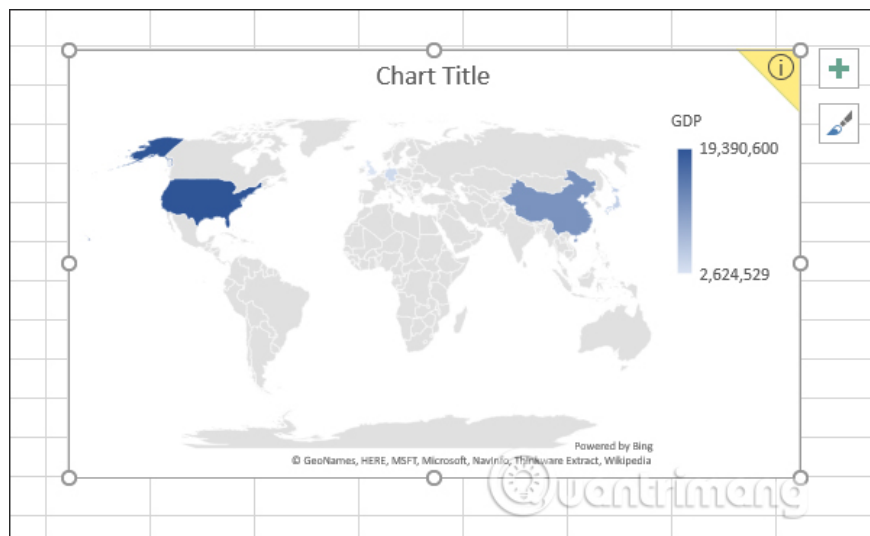 Chart Title
GDP
19,390,600
2,624,529
Powered by Bing
© GeoNames, HERE, MSFT, Microsoft, NavInfo, Thinkware Extract, Wikipedia
Quantrimang